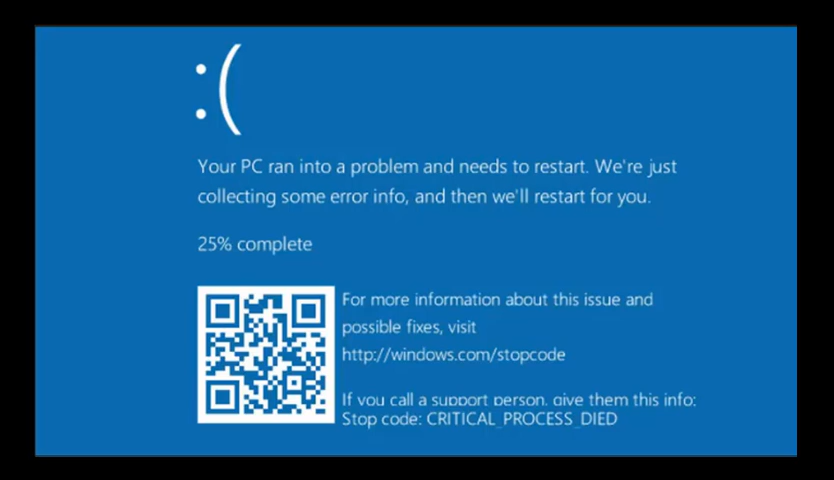 :(
Your PC ran into a problem and needs to restart. We're just
collecting some error info, and then we'll restart for you.
25% complete
For more information about this issue and
possible fixes, visit
http://windows.com/stopcode
If you call a support person, give them this info:
Stop code: CRITICAL_PROCESS_DIED